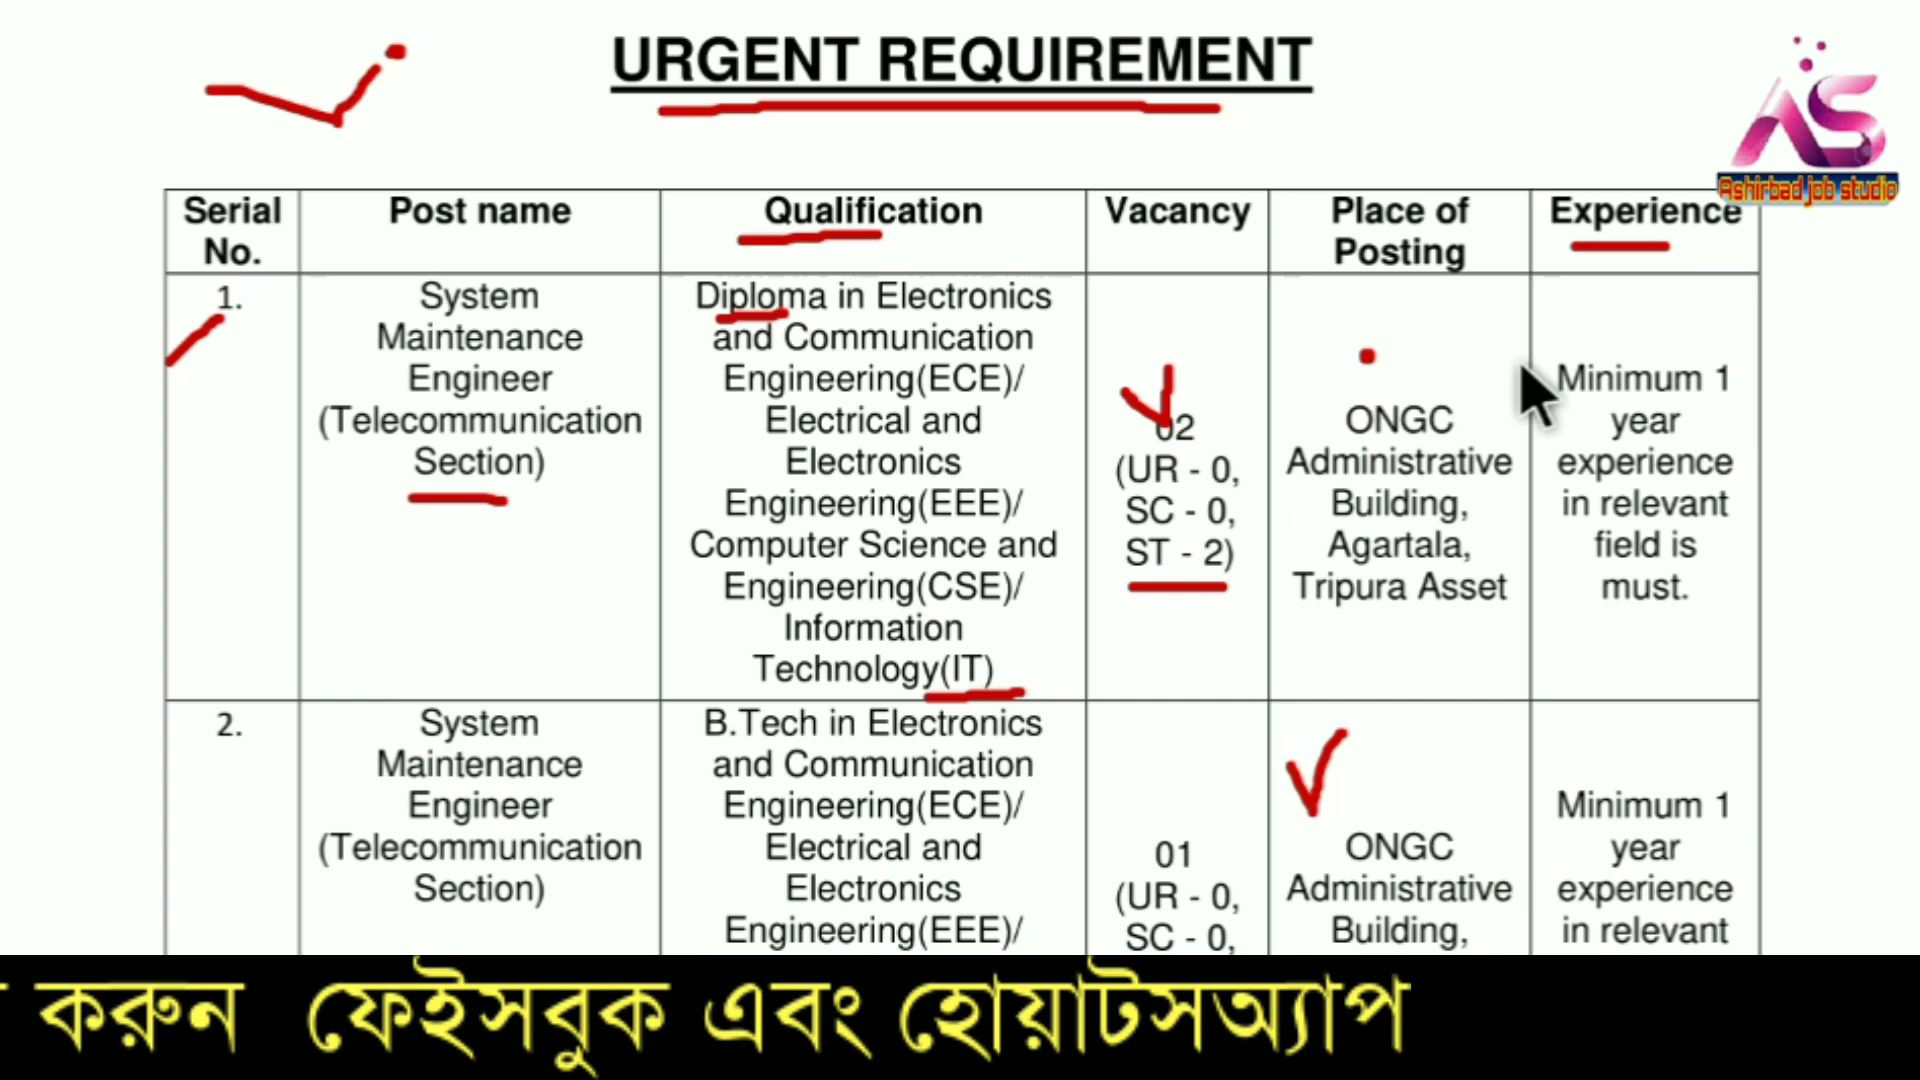 URGENT REQUIREMENT
Ashirbad job studio
Serial No.
Post name
Qualification
Vacancy
Place of Posting
Experience
1.
System
Maintenance
Engineer
(Telecommunication
Section)
Diploma in Electronics
and Communication
Engineering(ECE)/
Electrical and
Electronics
Engineering(EEE)/
Computer Science and
Engineering(CSE)/
Information
Technology(IT)
02
(UR - 0,
SC - 0,
ST - 2)
ONGC
Administrative
Building,
Agartala,
Tripura Asset
Minimum 1
year
experience
in relevant
field is
must.
2.
System
Maintenance
Engineer
(Telecommunication
Section)
B.Tech in Electronics
and Communication
Engineering(ECE)/
Electrical and
Electronics
Engineering(EEE)/
01
(UR - 0,
SC - 0,
ONGC
Administrative
Building,
Minimum 1
year
experience
in relevant
করুন ফেইসবুক এবং হোয়াটসঅ্যাপ